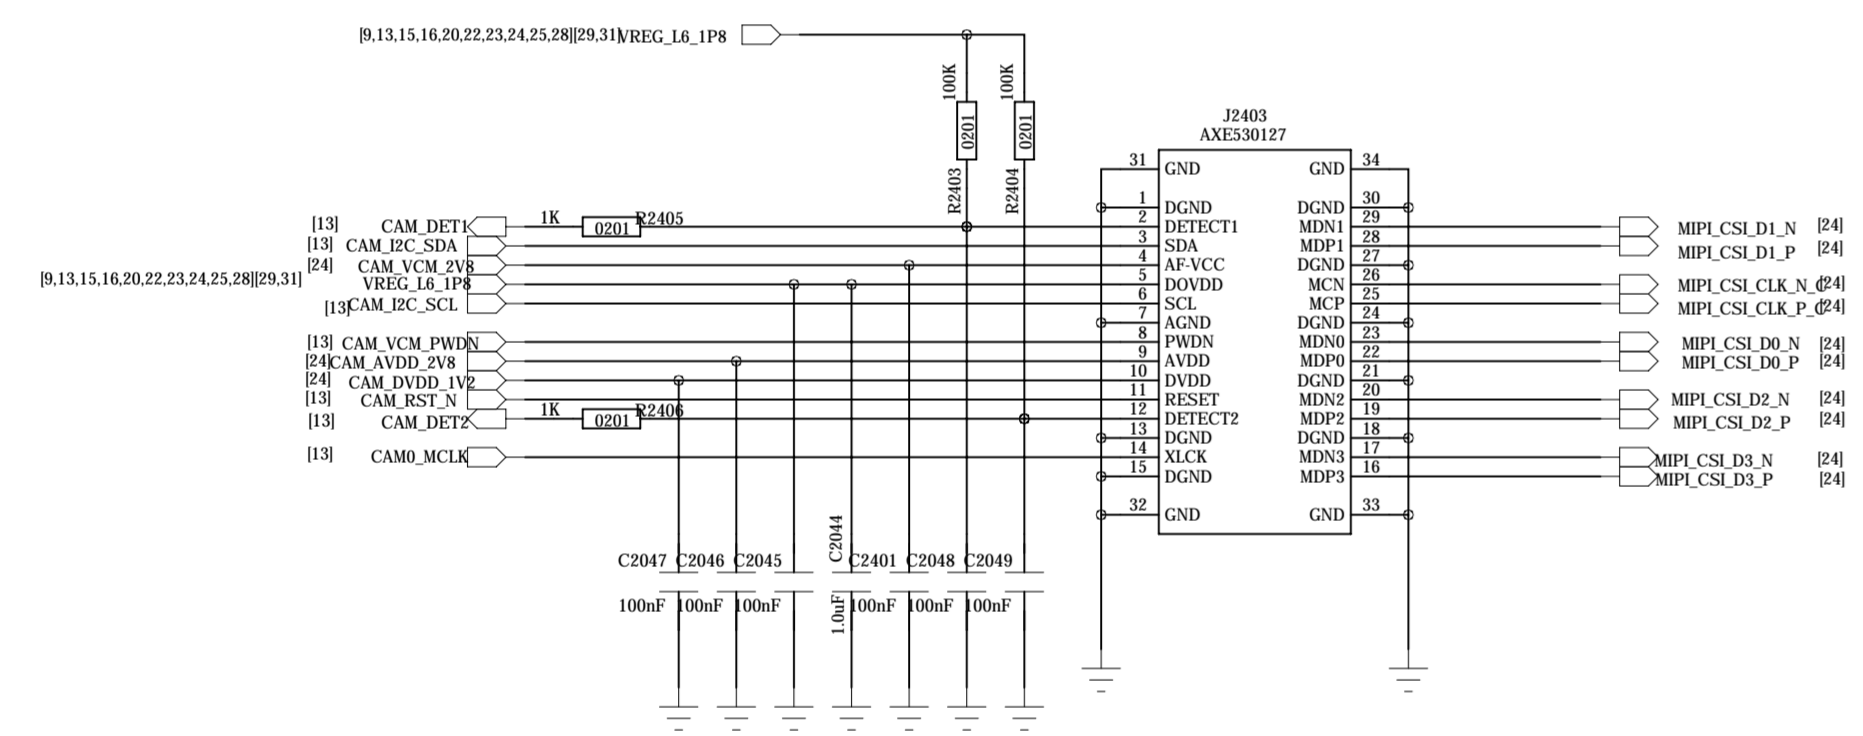 [9,13,15,16,20,22,23,24,25,28][29,31] VREG_L6_1P8
100K 100K
0201 0201
R2403 R2404
J2403
AXE530127
31 GND GND 34
1 DGND DGND 30
[13] CAM_DET1 1K 0201 R2405 2 DETECT1 MDN1 29 MIPI_CSI_D1_N [24]
[13] CAM_I2C_SDA 3 SDA MDP1 28 MIPI_CSI_D1_P [24]
[24] CAM_VCM_2V8 4 AF-VCC DGND 27
[9,13,15,16,20,22,23,24,25,28][29,31] VREG_L6_1P8 5 DOVDD MCN 26 MIPI_CSI_CLK_N_C [24]
[13] CAM_I2C_SCL 6 SCL MCP 25 MIPI_CSI_CLK_P_C [24]
7 AGND DGND 24
[13] CAM_VCM_PWDN 8 PWDN MDN0 23 MIPI_CSI_D0_N [24]
[24] CAM_AVDD_2V8 9 AVDD MDP0 22 MIPI_CSI_D0_P [24]
[24] CAM_DVDD_1V2 10 DVDD DGND 21
[13] CAM_RST_N 11 RESET MDN2 20 MIPI_CSI_D2_N [24]
[13] CAM_DET2 1K 0201 R2406 12 DETECT2 MDP2 19 MIPI_CSI_D2_P [24]
13 DGND DGND 18
[13] CAM0_MCLK 14 XLCK MDN3 17 MIPI_CSI_D3_N [24]
15 DGND MDP3 16 MIPI_CSI_D3_P [24]
32 GND GND 33
C2047 C2046 C2045 C2044 C2401 C2048 C2049
100nF 100nF 100nF 1.0uF 100nF 100nF 100nF